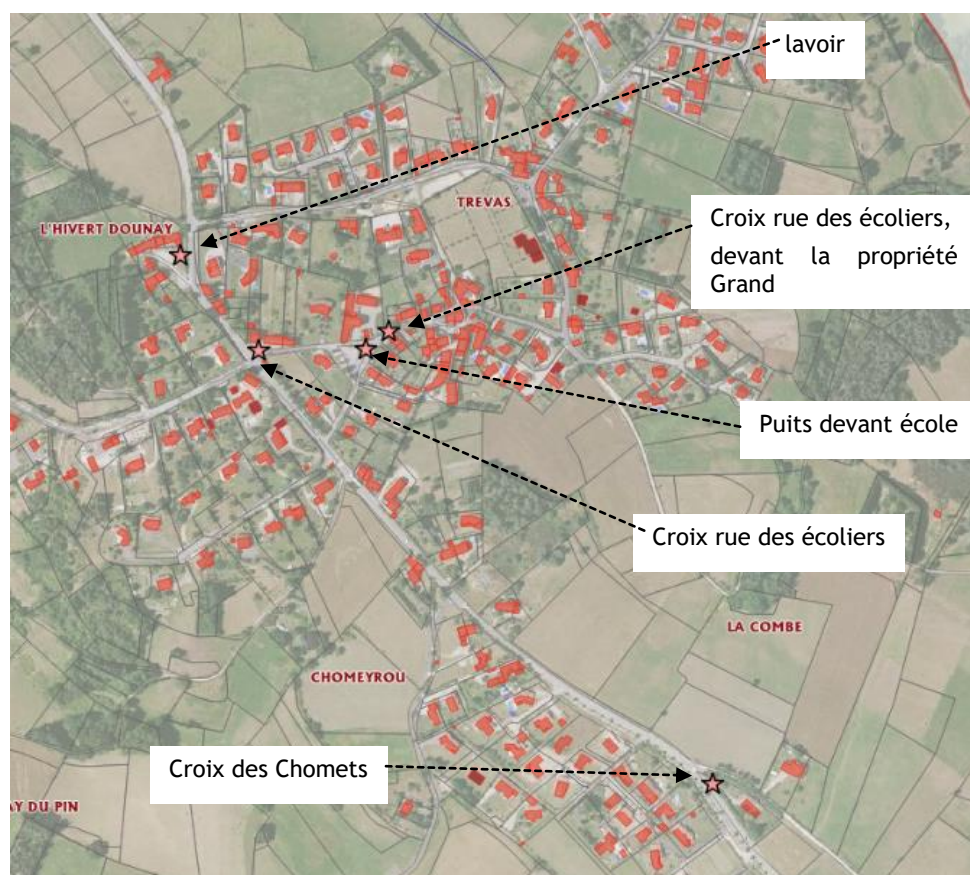 lavoir
TREVAS
Croix rue des écoliers,
devant la propriété
Grand
L'HIVERT DOUNAY
Puits devant école
Croix rue des écoliers
LA COMBE
CHOMEYROU
Croix des Chomets
AY DU PIN